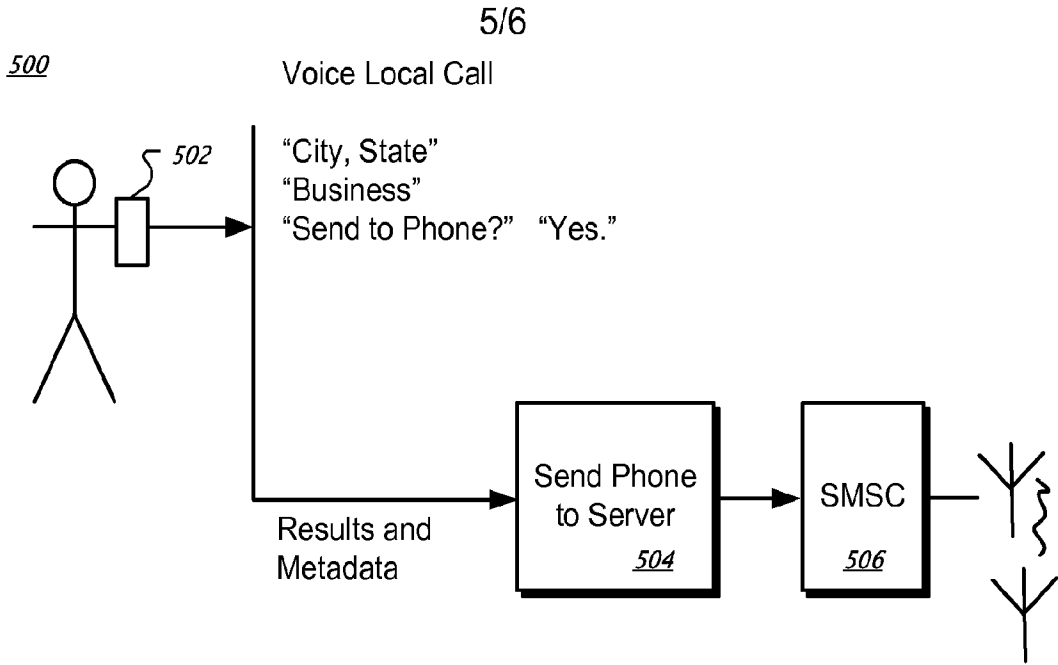 5/6
500
Voice Local Call
502
“City, State”
“Business”
“Send to Phone?” “Yes.”
Send Phone
to Server
504
SMSC
506
Results and
Metadata